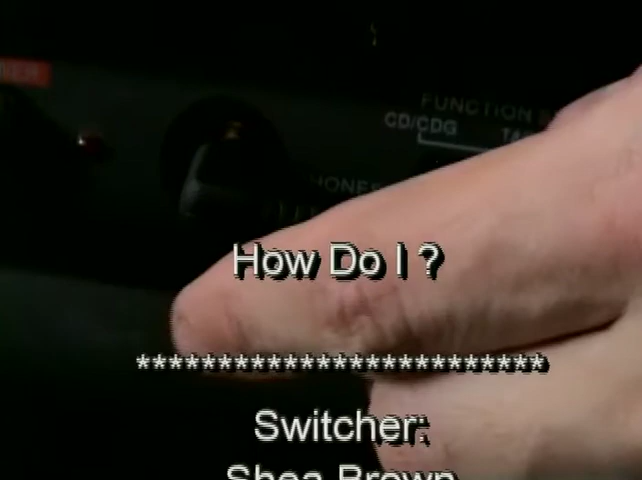 FUNCTION
CD/CDG
How Do I ?
*************************
Switcher:
Shea Brown